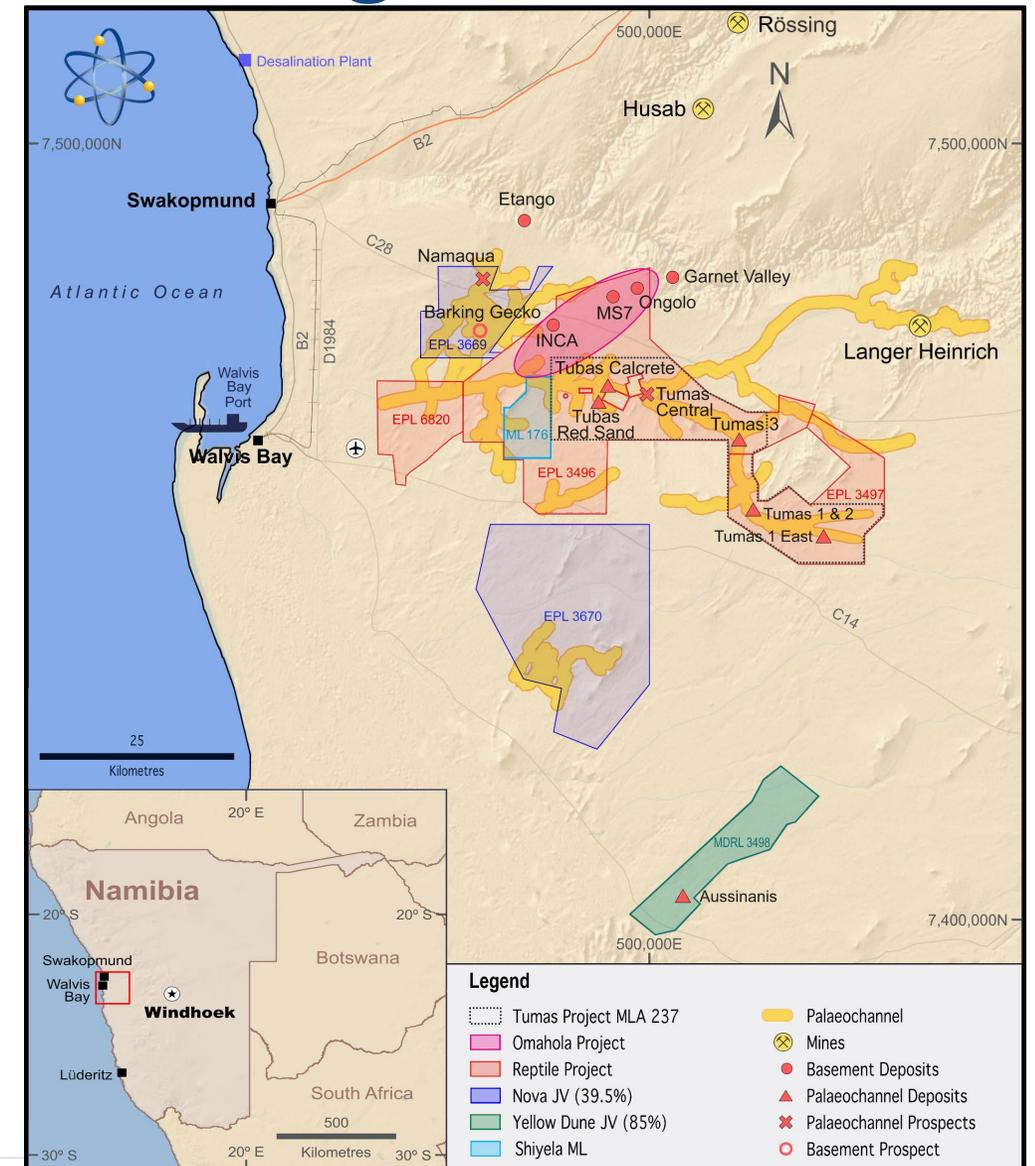 500,000E
Rössing
Desalination Plant
N
Husab
7,500,000N
B2
7,500,000N
Swakopmund
Etango
C28
Namaqua
Garnet Valley
Atlantic Ocean
Ongolo
MS7
Barking Gecko
B2
D1984
INCA
EPL 3669
Langer Heinrich
Tubas Calcrete
Walvis
Bay
Port
Tumas
Central
EPL 6820
Tubas
Red Sand
Tumas 3
ML 176
Walvis Bay
EPL 3496
EPL 3497
Tumas 1 & 2
Tumas 1 East
EPL 3670
C14
25
Kilometres
MDRL 3498
Aussinanis
7,400,000N
500,000E
20° E
Angola
Zambia
Namibia
20° S
20° S
Botswana
Swakopmund
Walvis
Bay
Windhoek
Lüderitz
South Africa
500
Kilometres
30° S
20° E
30° S
Legend
Tumas Project MLA 237
Omahola Project
Reptile Project
Nova JV (39.5%)
Yellow Dune JV (85%)
Shiyela ML
Palaeochannel
Mines
Basement Deposits
Palaeochannel Deposits
Palaeochannel Prospects
Basement Prospect